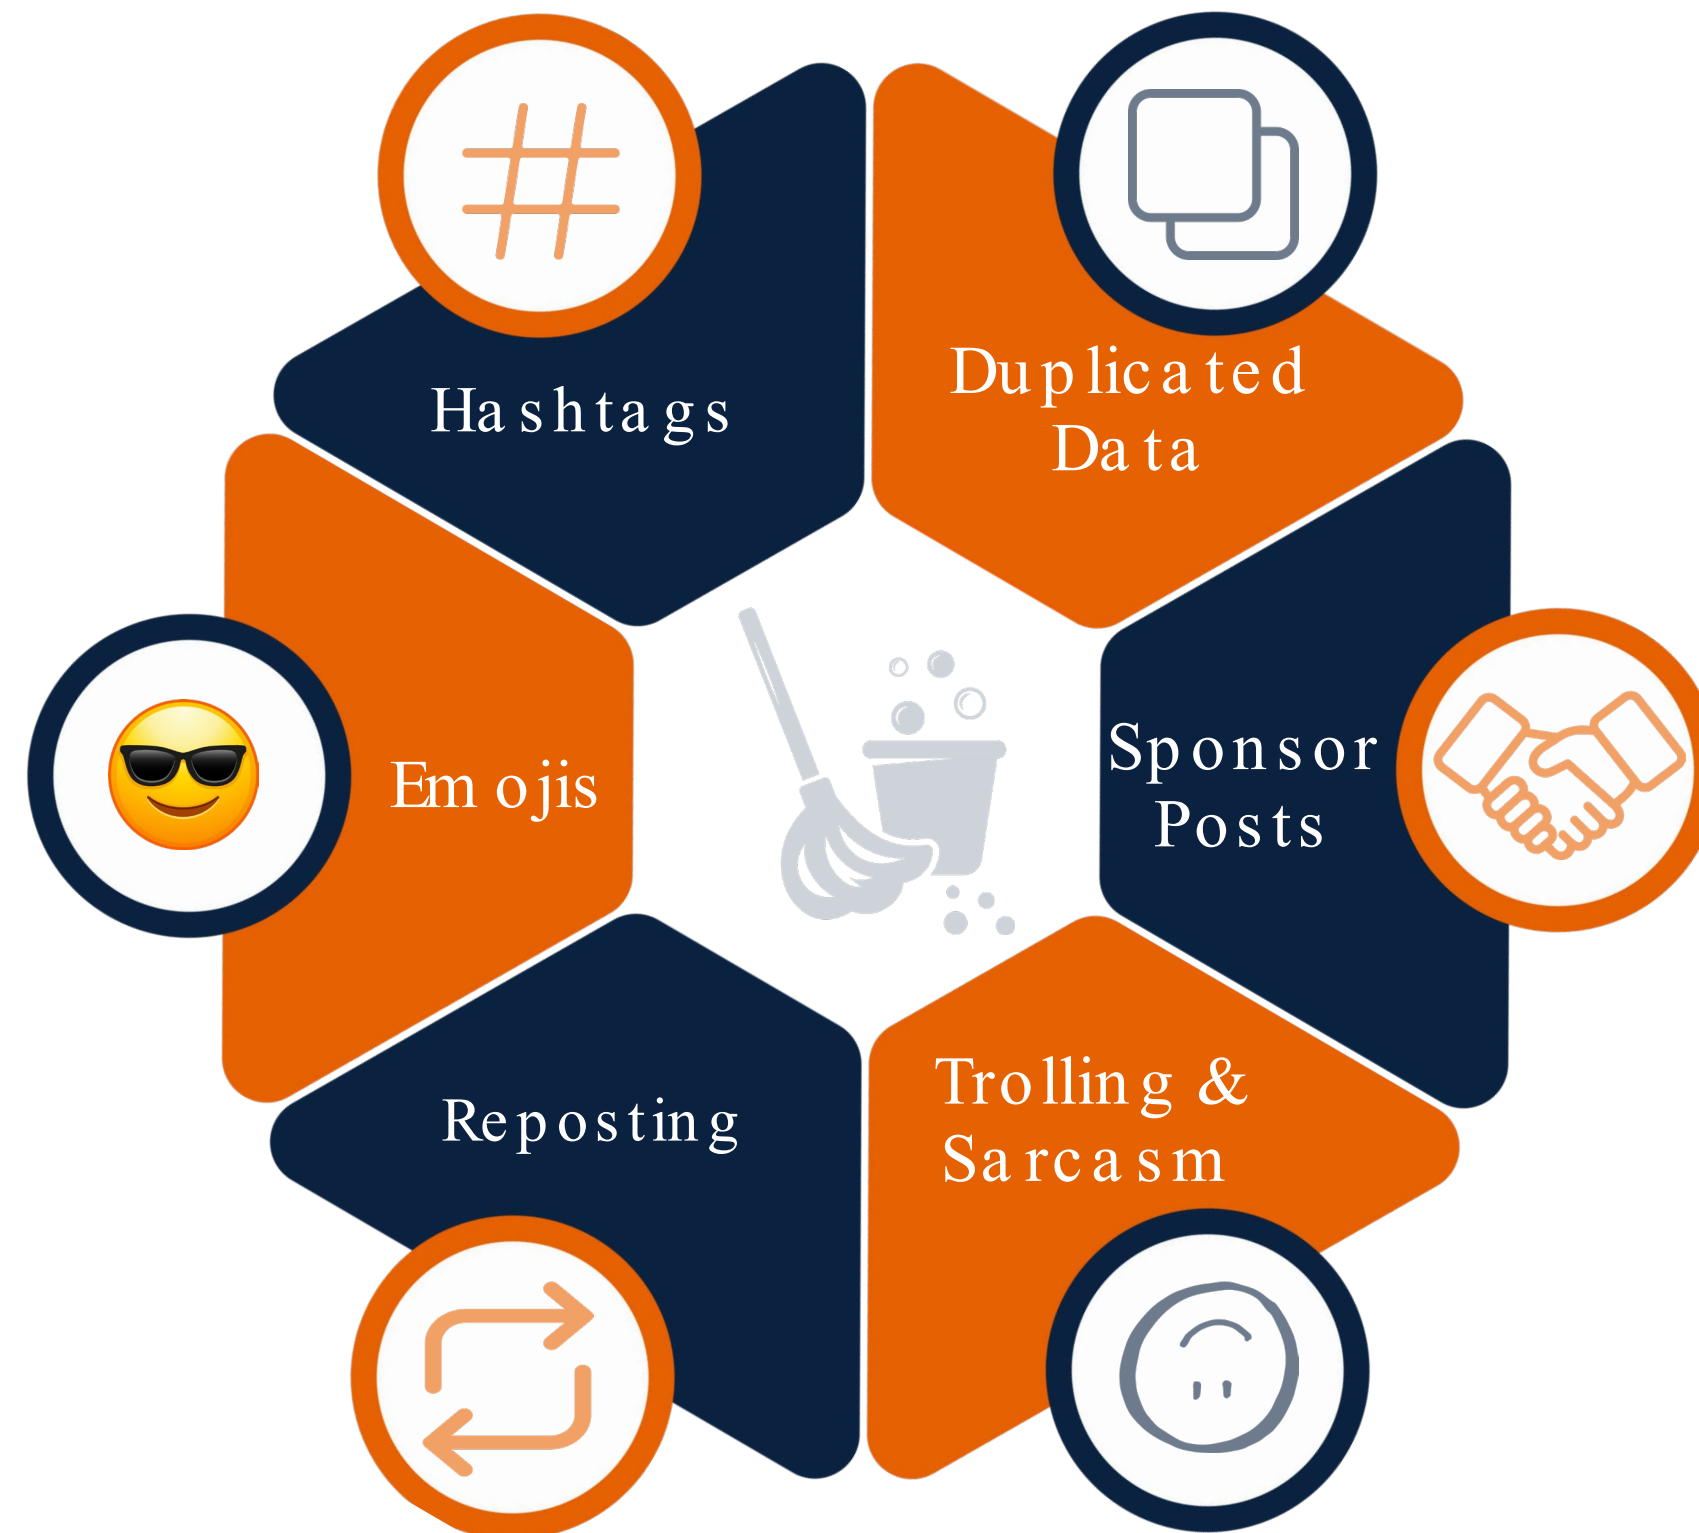 Hashtags
Duplicated
Data
Emojis
Sponsor
Posts
Reposting
Trolling &
Sarcasm